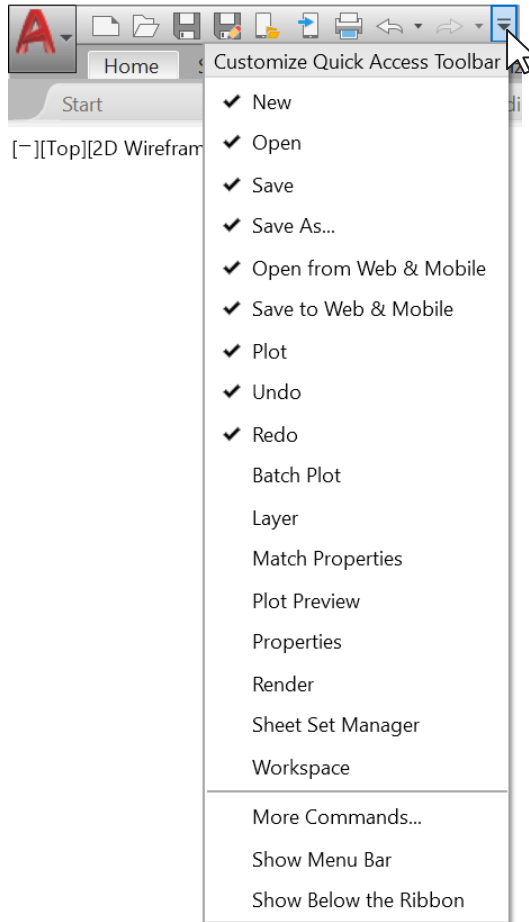 A
Home
Customize Quick Access Toolbar
Start
[−][Top][2D Wirefram
New
Open
Save
Save As...
Open from Web & Mobile
Save to Web & Mobile
Plot
Undo
Redo
Batch Plot
Layer
Match Properties
Plot Preview
Properties
Render
Sheet Set Manager
Workspace
More Commands...
Show Menu Bar
Show Below the Ribbon